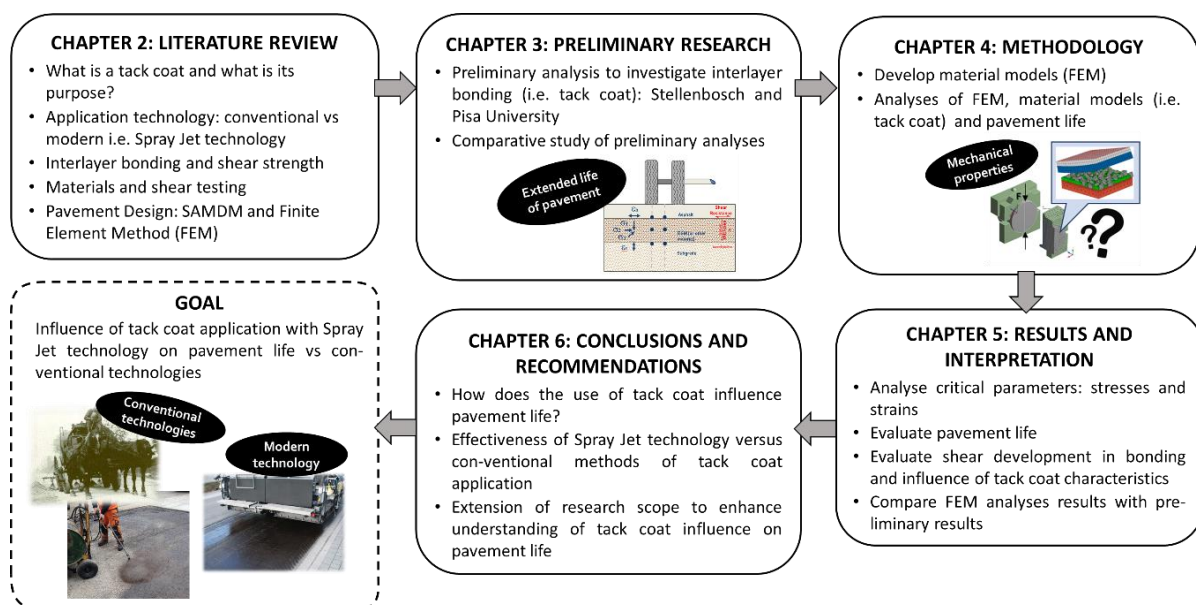 CHAPTER 2: LITERATURE REVIEW
• What is a tack coat and what is its
purpose?
• Application technology: conventional vs
modern i.e. Spray Jet technology
• Interlayer bonding and shear strength
• Materials and shear testing
• Pavement Design: SAMDM and Finite
Element Method (FEM)
CHAPTER 3: PRELIMINARY RESEARCH
• Preliminary analysis to investigate interlayer
bonding (i.e. tack coat): Stellenbosch and
Pisa University
• Comparative study of preliminary analyses
Extended life
of pavement
CHAPTER 4: METHODOLOGY
• Develop material models (FEM)
• Analyses of FEM, material models (i.e.
tack coat) and pavement life
Mechanical
properties
F
??
CHAPTER 5: RESULTS AND
INTERPRETATION
• Analyse critical parameters: stresses and
strains
• Evaluate pavement life
• Evaluate shear development in bonding
and influence of tack coat characteristics
• Compare FEM analyses results with pre-
liminary results
CHAPTER 6: CONCLUSIONS AND
RECOMMENDATIONS
• How does the use of tack coat influence
pavement life?
• Effectiveness of Spray Jet technology versus
con-ventional methods of tack coat
application
• Extension of research scope to enhance
understanding of tack coat influence on
pavement life
GOAL
Influence of tack coat application with Spray
Jet technology on pavement life vs con-
ventional technologies
Conventional
technologies
Modern
technology